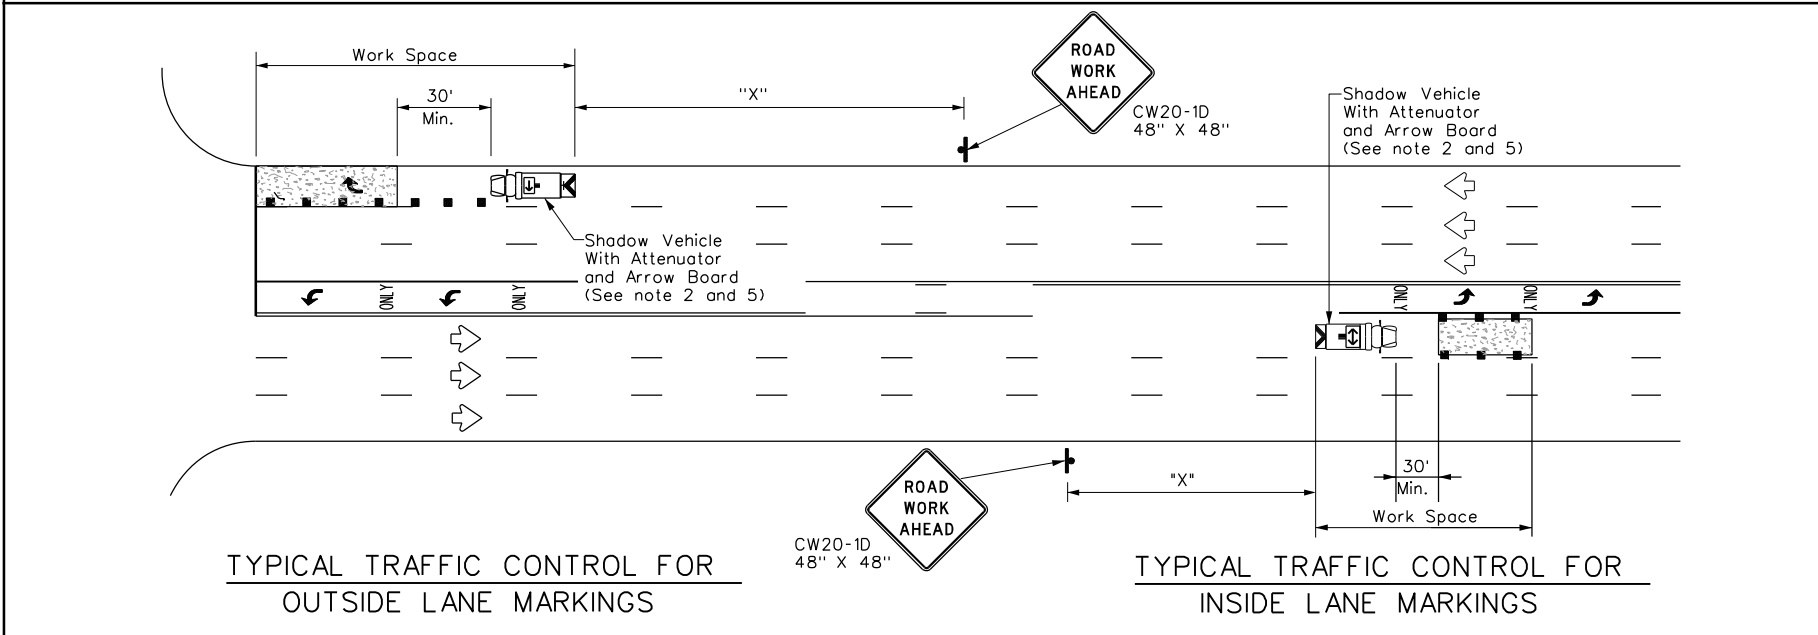 Work Space
30'
Min.
"X"
ROAD
WORK
AHEAD
CW20-1D
48" X 48"
Shadow Vehicle
With Attenuator
and Arrow Board
(See note 2 and 5)
Shadow Vehicle
With Attenuator
and Arrow Board
(See note 2 and 5)
ONLY
ONLY
ONLY
ONLY
ROAD
WORK
AHEAD
CW20-1D
48" X 48"
"X"
30'
Min.
Work Space
TYPICAL TRAFFIC CONTROL FOR
OUTSIDE LANE MARKINGS
TYPICAL TRAFFIC CONTROL FOR
INSIDE LANE MARKINGS